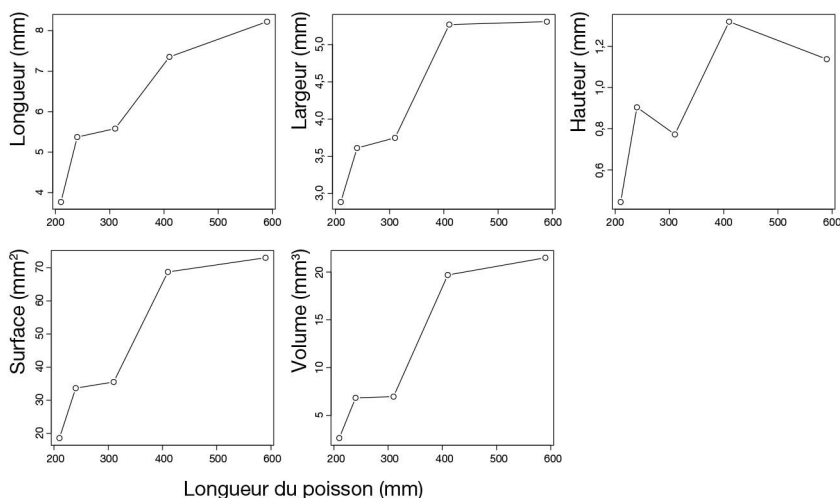 Longueur (mm)
8
7
6
5
4
200 300 400 500 600
Largeur (mm)
5,0
4,5
4,0
3,5
3,0
200 300 400 500 600
Hauteur (mm)
1,2
1,0
0,8
0,6
200 300 400 500 600
Surface (mm²)
70
60
50
40
30
20
200 300 400 500 600
Volume (mm³)
20
15
10
5
200 300 400 500 600
Longueur du poisson (mm)